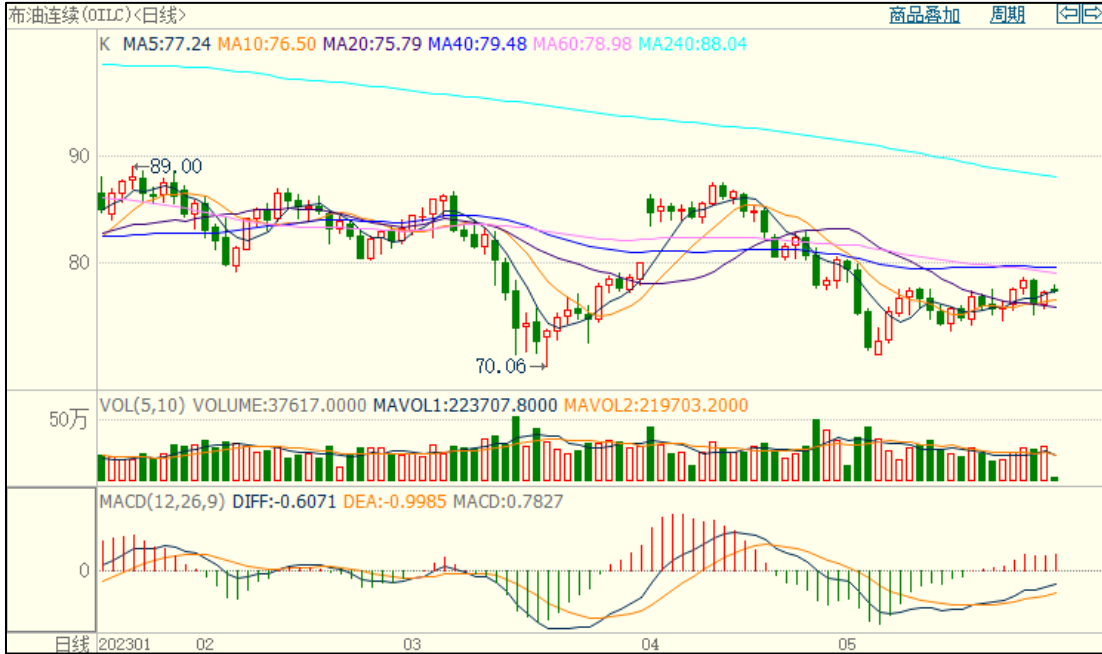 布油连续(OILC)<日线> 商品叠加 周期
K MA5:77.24 MA10:76.50 MA20:75.79 MA40:79.48 MA60:78.98 MA240:88.04
90
←89.00
80
70.06→
VOL(5,10) VOLUME:37617.0000 MAVOL1:223707.8000 MAVOL2:219703.2000
50万
MACD(12,26,9) DIFF:-0.6071 DEA:-0.9985 MACD:0.7827
0
日线 202301 02 03 04 05